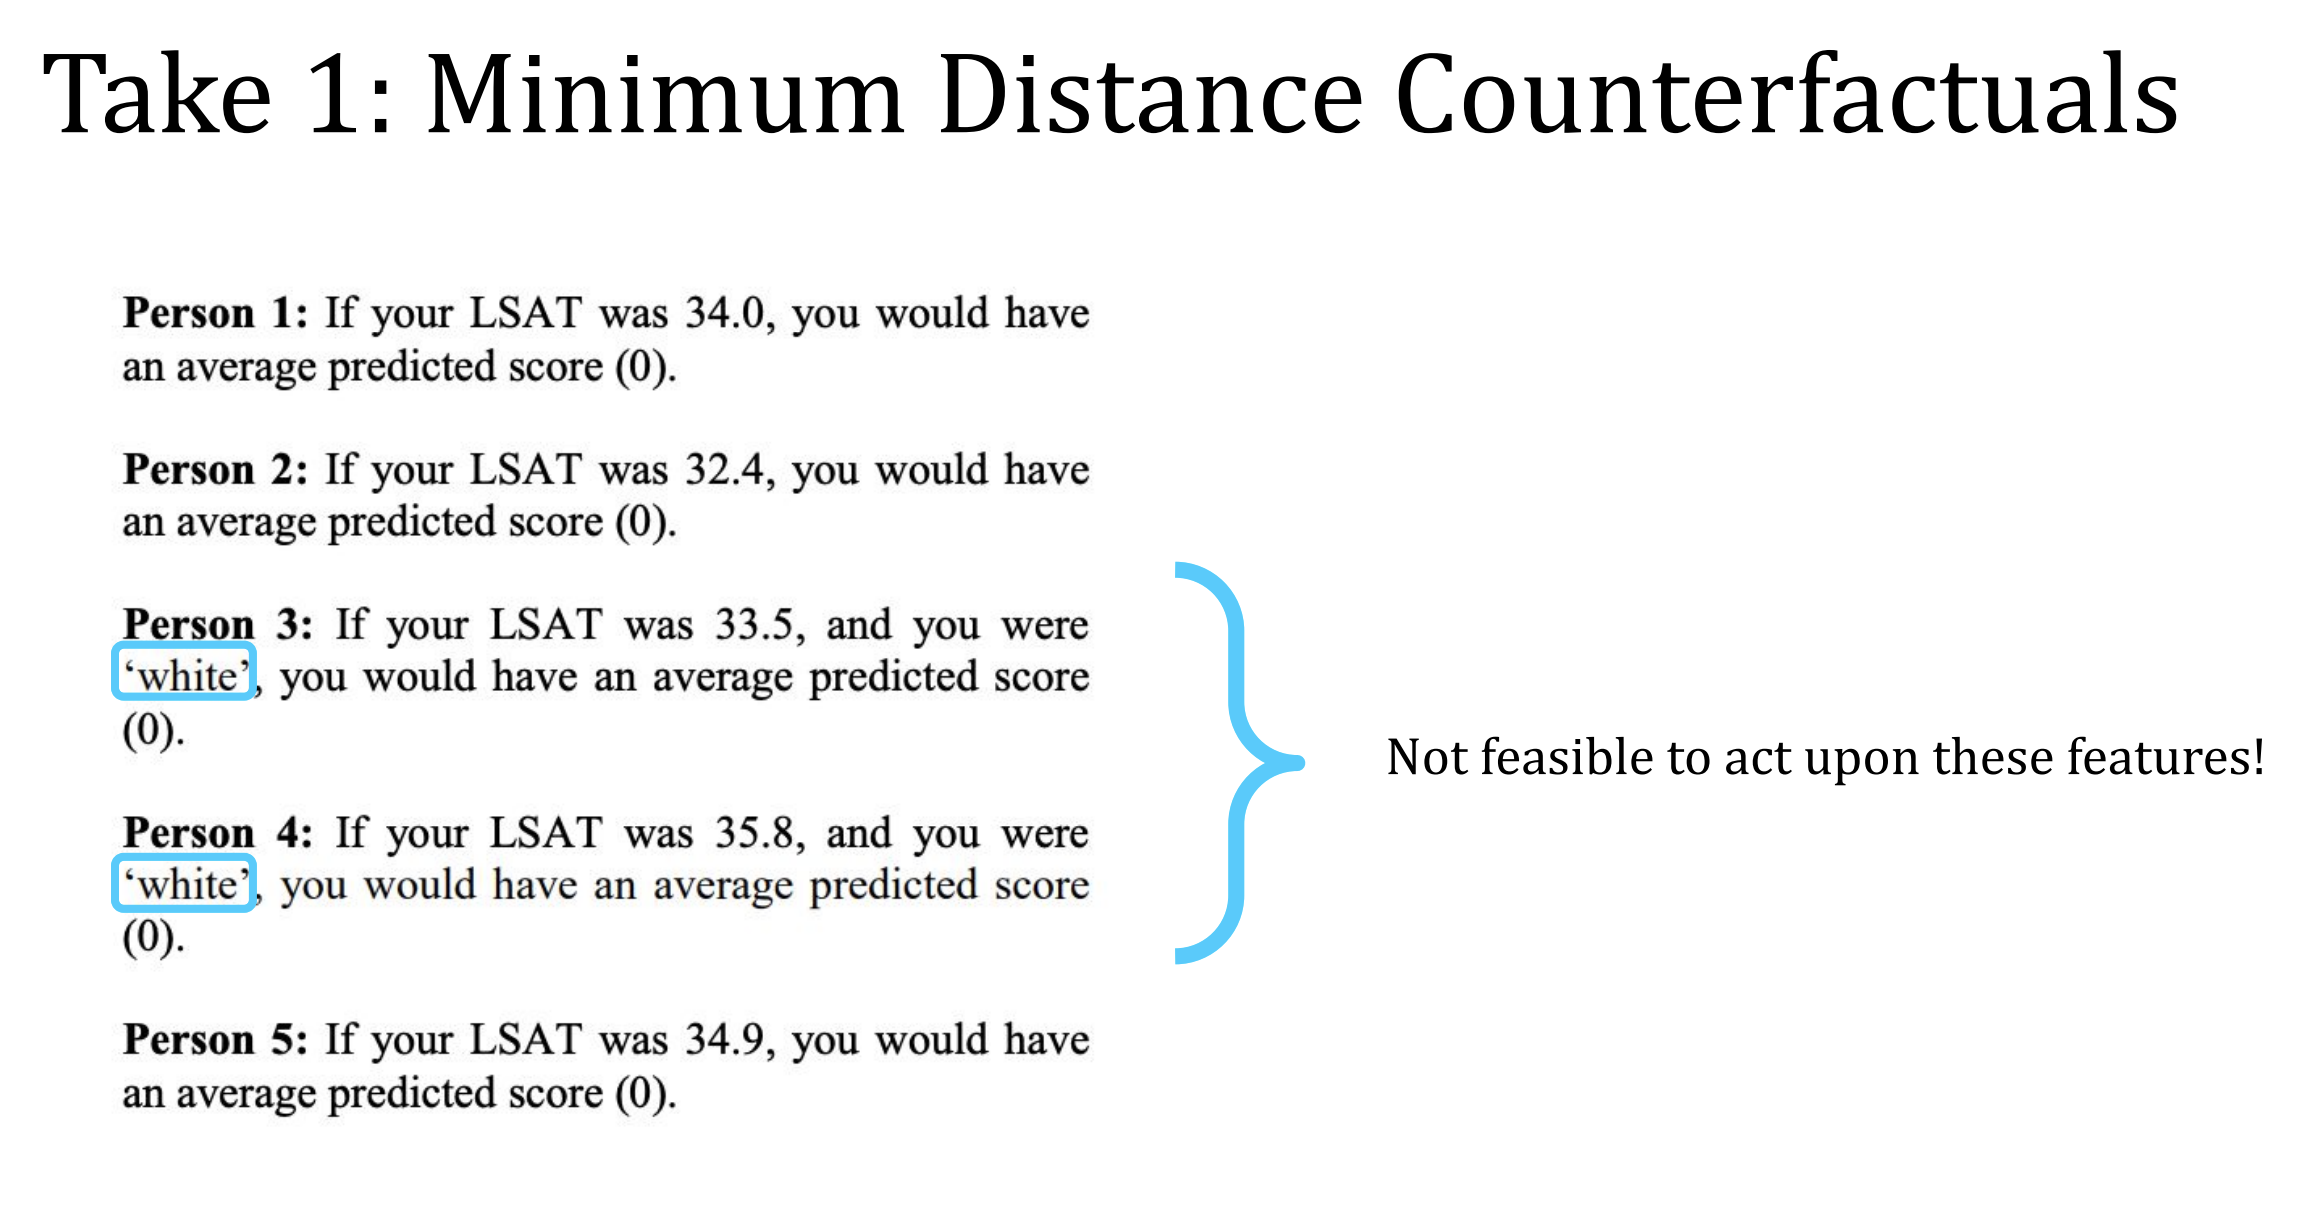 Take 1: Minimum Distance Counterfactuals
Person 1: If your LSAT was 34.0, you would have
an average predicted score (0).
Person 2: If your LSAT was 32.4, you would have
an average predicted score (0).
Person 3: If your LSAT was 33.5, and you were
‘white’, you would have an average predicted score
(0).
Person 4: If your LSAT was 35.8, and you were
‘white’, you would have an average predicted score
(0).
Person 5: If your LSAT was 34.9, you would have
an average predicted score (0).
Not feasible to act upon these features!